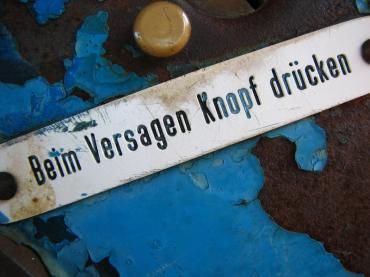 Beim Versagen Knopf drücken